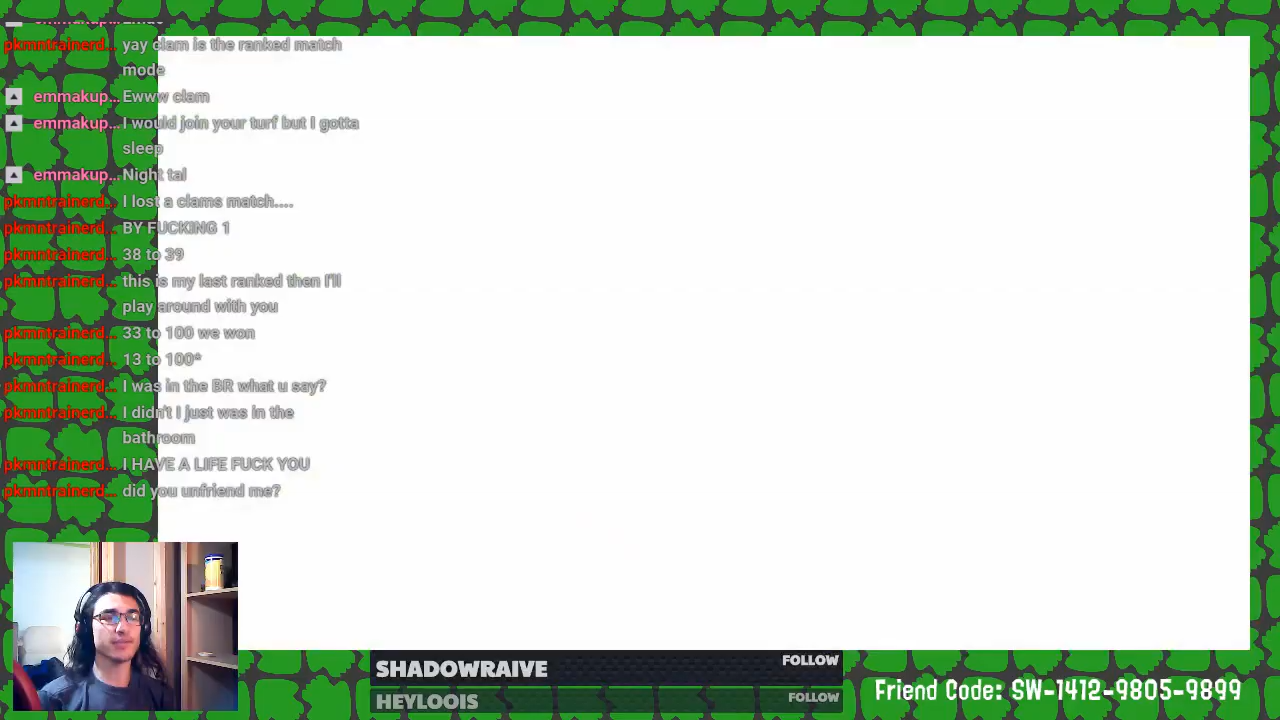 pkmntrainerd... yay clam is the ranked match
mode
emmakup... Ewww clam
emmakup... I would join your turf but I gotta
sleep
emmakup... Night tal
pkmntrainerd... I lost a clams match....
pkmntrainerd... BY FUCKING 1
pkmntrainerd... 38 to 39
pkmntrainerd... this is my last ranked then I'll
play around with you
pkmntrainerd... 33 to 100 we won
pkmntrainerd... 13 to 100*
pkmntrainerd... I was in the BR what u say?
pkmntrainerd... I didn't I just was in the
bathroom
pkmntrainerd... I HAVE A LIFE FUCK YOU
pkmntrainerd... did you unfriend me?
SHADOWRAIVE FOLLOW
HEYLOOIS FOLLOW
Friend Code: SW-1412-9805-9899